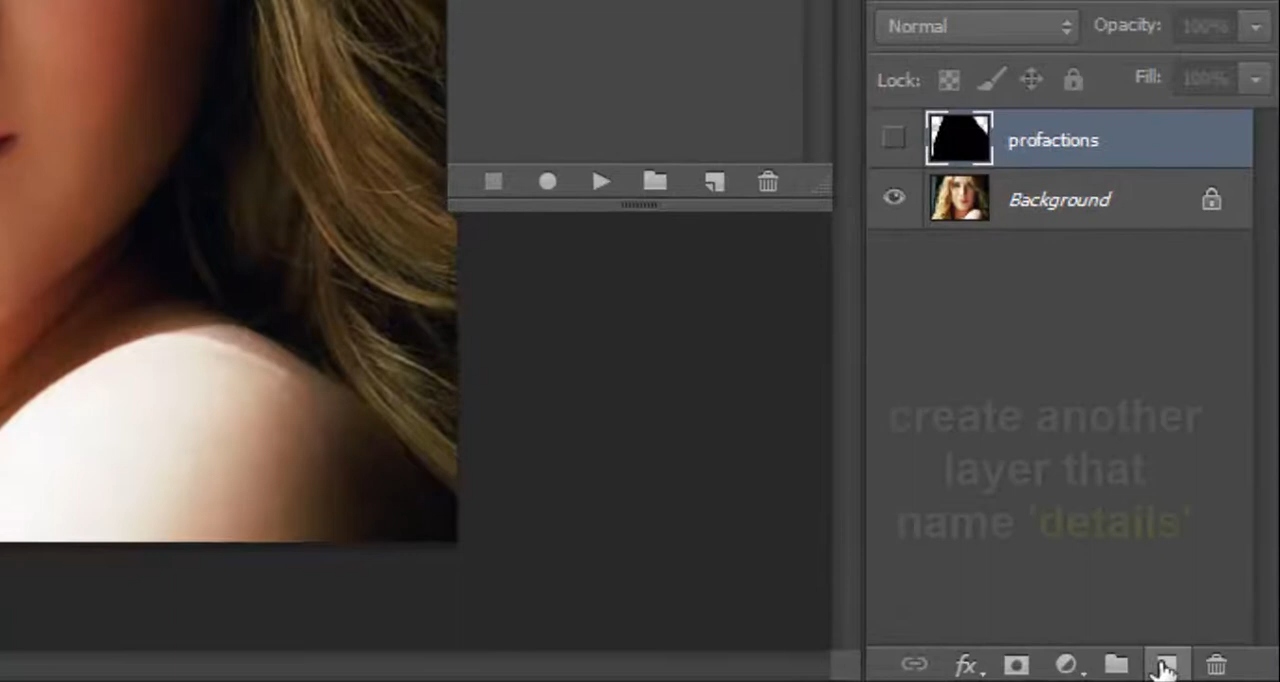 Normal Opacity: 100%
Lock: Fill: 100%
profactions
Background
create another
layer that
name 'details'
fx